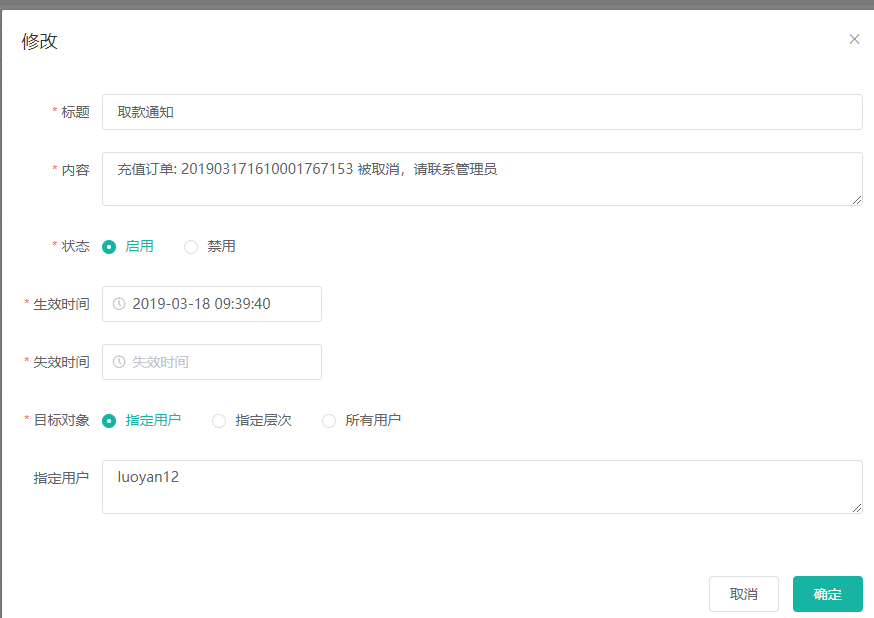 修改
* 标题 取款通知
* 内容 充值订单: 201903171610001767153 被取消，请联系管理员
* 状态 启用 禁用
* 生效时间 2019-03-18 09:39:40
* 失效时间 失效时间
* 目标对象 指定用户 指定层次 所有用户
指定用户 luoyan12
取消 确定